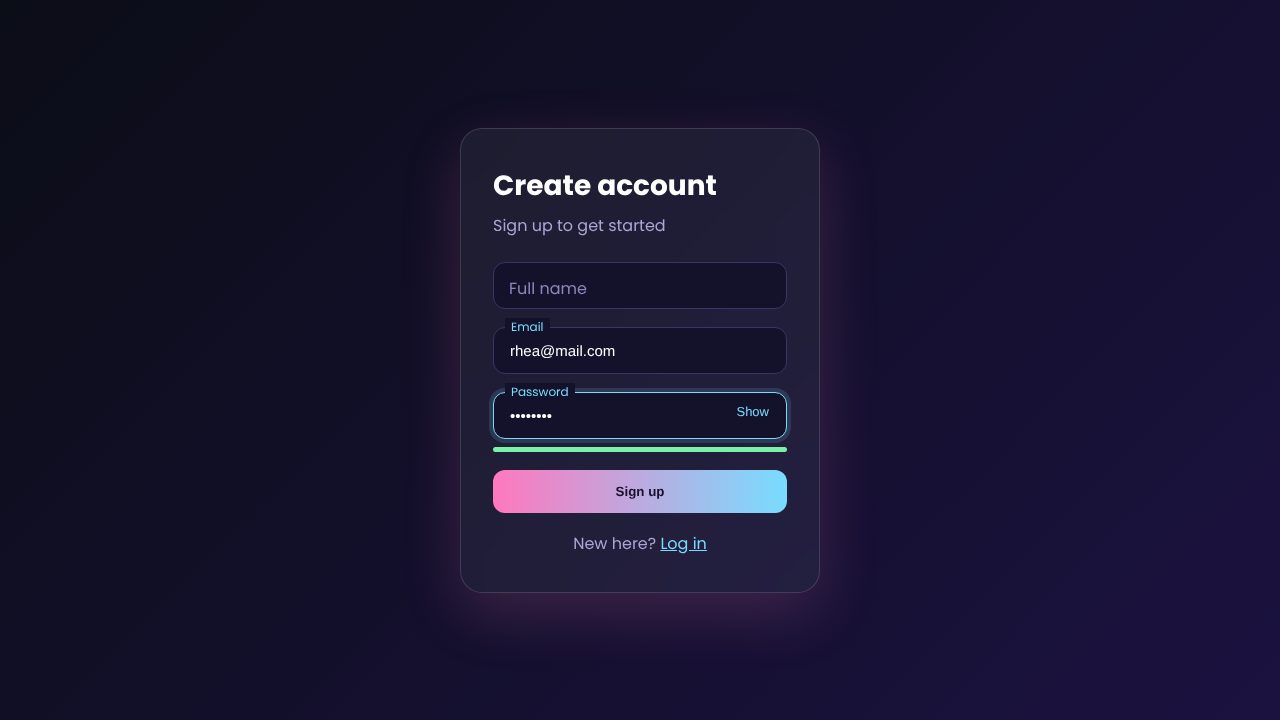 Create account
Sign up to get started
Full name
Email
rhea@mail.com
Password
•••••••• Show
Sign up
New here? Log in